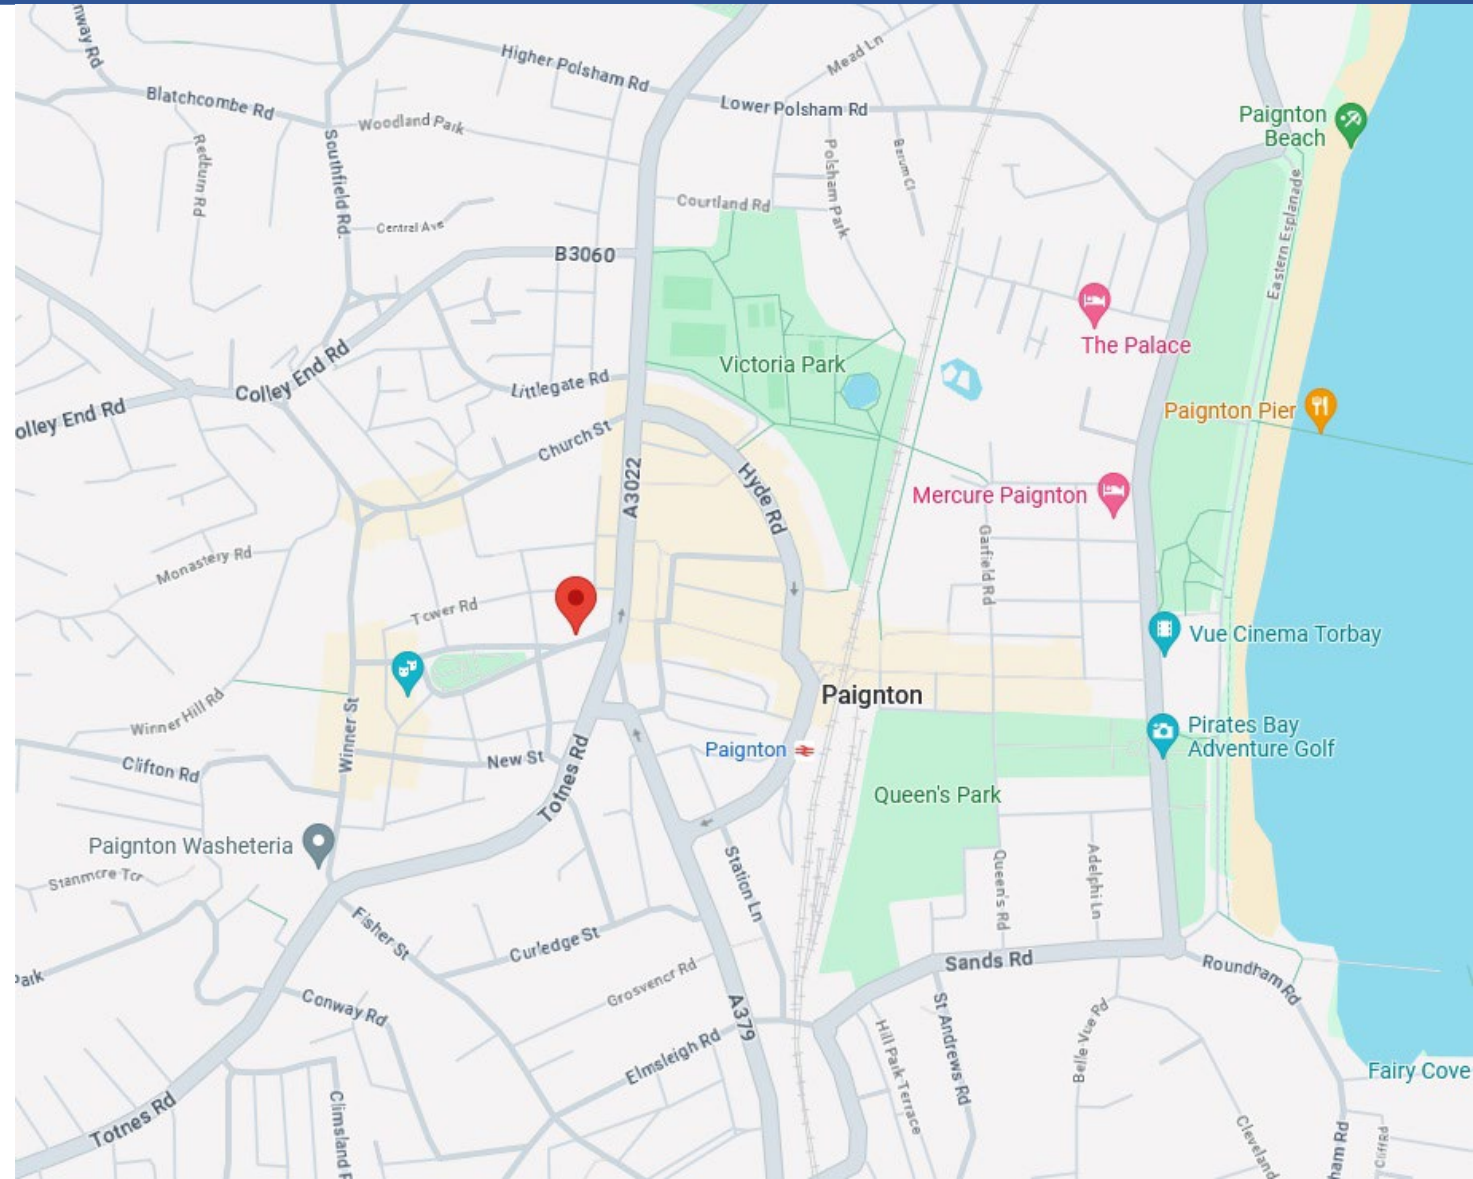 nway Rd
Higher Polsham Rd
Mead Ln
Blatchcombe Rd
Woodland Park
Lower Polsham Rd
Paignton
Beach
Redburn Rd
Southfield Rd
Polsham Park
Barum Cl
Courtland Rd
Central Ave
Eastern Esplanade
B3060
The Palace
Victoria Park
Colley End Rd
Littlegate Rd
olley End Rd
Paignton Pier
Church St
A3022
Hyde Rd
Mercure Paignton
Garfield Rd
Monastery Rd
Tower Rd
Vue Cinema Torbay
Winner Hill Rd
Winner St
Paignton
Pirates Bay
Adventure Golf
Paignton
Clifton Rd
New St
Totnes Rd
Queen's Park
Paignton Washeteria
Stanmore Tcr
Station Ln
Queen's Rd
Adelphi Ln
Fisher St
Curledge St
Sands Rd
Roundham Rd
Park
Grosvenor Rd
Conway Rd
A379
St Andrews Rd
Hill Park Terrace
Belle Vue Rd
Elmsleigh Rd
Fairy Cove
Totnes Rd
Climsland R
Cleveland
ham Rd
Cliff Rd